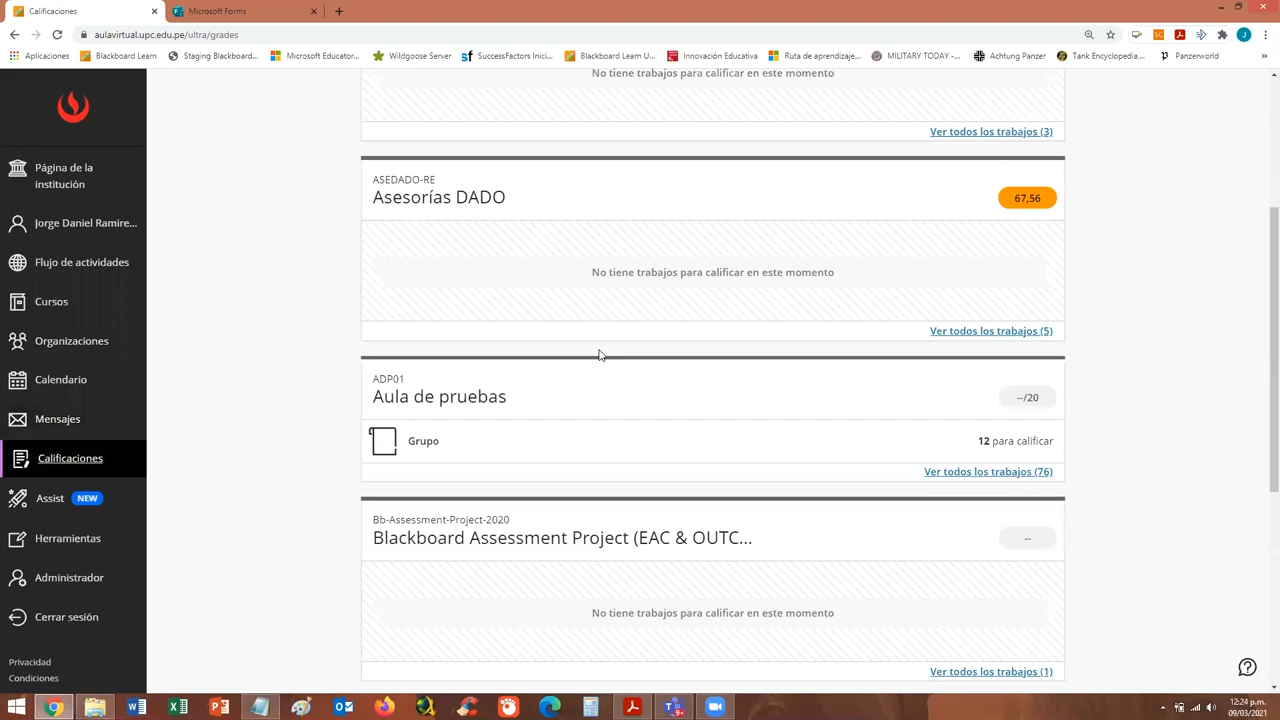 Calificaciones
Microsoft Forms
aulavirtual.upc.edu.pe/ultra/grades
J
Aplicaciones
Blackboard Learn
Staging Blackboard...
Microsoft Educator...
Wildgoose Server
SuccessFactors Inici...
Blackboard Learn U...
Innovación Educativa
Ruta de aprendizaje...
MILITARY TODAY -...
Achtung Panzer
Tank Encyclopedia,...
Panzerworld
»
Página de la
institución
Jorge Daniel Ramire...
Flujo de actividades
Cursos
Organizaciones
Calendario
Mensajes
Calificaciones
Assist NEW
Herramientas
Administrador
Cerrar sesión
Privacidad
Condiciones
No tiene trabajos para calificar en este momento
Ver todos los trabajos (3)
ASEDADO-RE
Asesorías DADO
67,56
No tiene trabajos para calificar en este momento
Ver todos los trabajos (5)
ADP01
Aula de pruebas
--/20
Grupo
12 para calificar
Ver todos los trabajos (76)
Bb-Assessment-Project-2020
Blackboard Assessment Project (EAC & OUTC...
--
No tiene trabajos para calificar en este momento
Ver todos los trabajos (1)
12:24 p.m.
09/03/2021